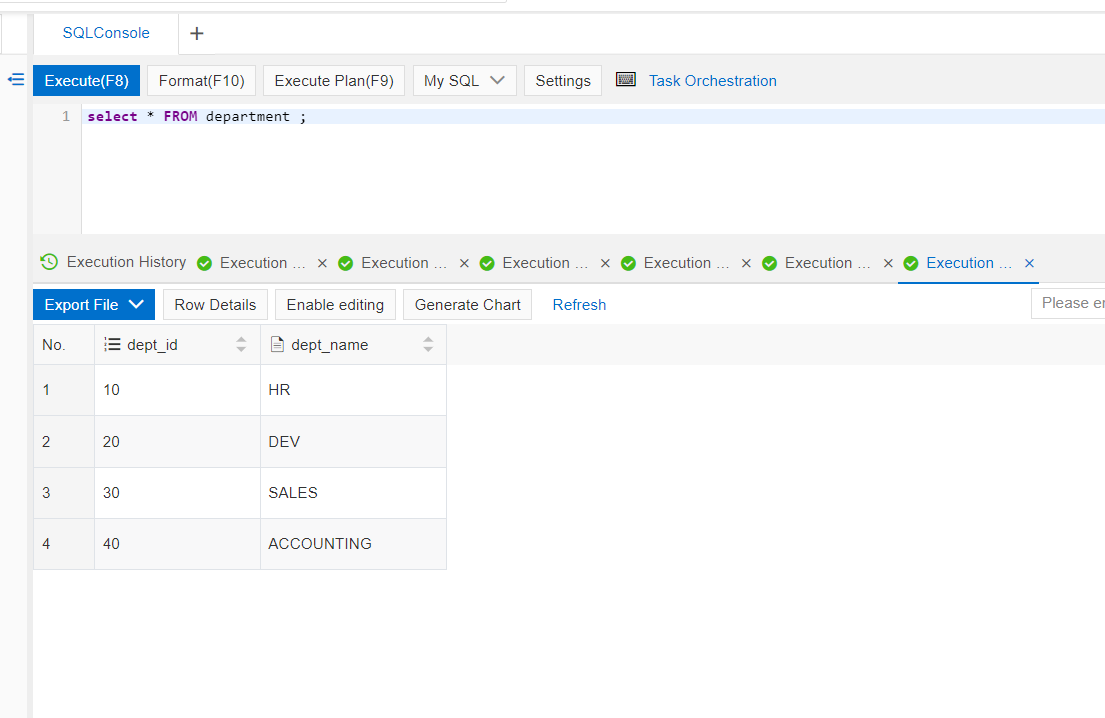 SQLConsole +
Execute(F8) Format(F10) Execute Plan(F9) My SQL Settings Task Orchestration
1 select * FROM department ;
Execution History Execution ... × Execution ... × Execution ... × Execution ... × Execution ... × Execution ... ×
Export File Row Details Enable editing Generate Chart Refresh Please
No. dept_id dept_name
1 10 HR
2 20 DEV
3 30 SALES
4 40 ACCOUNTING